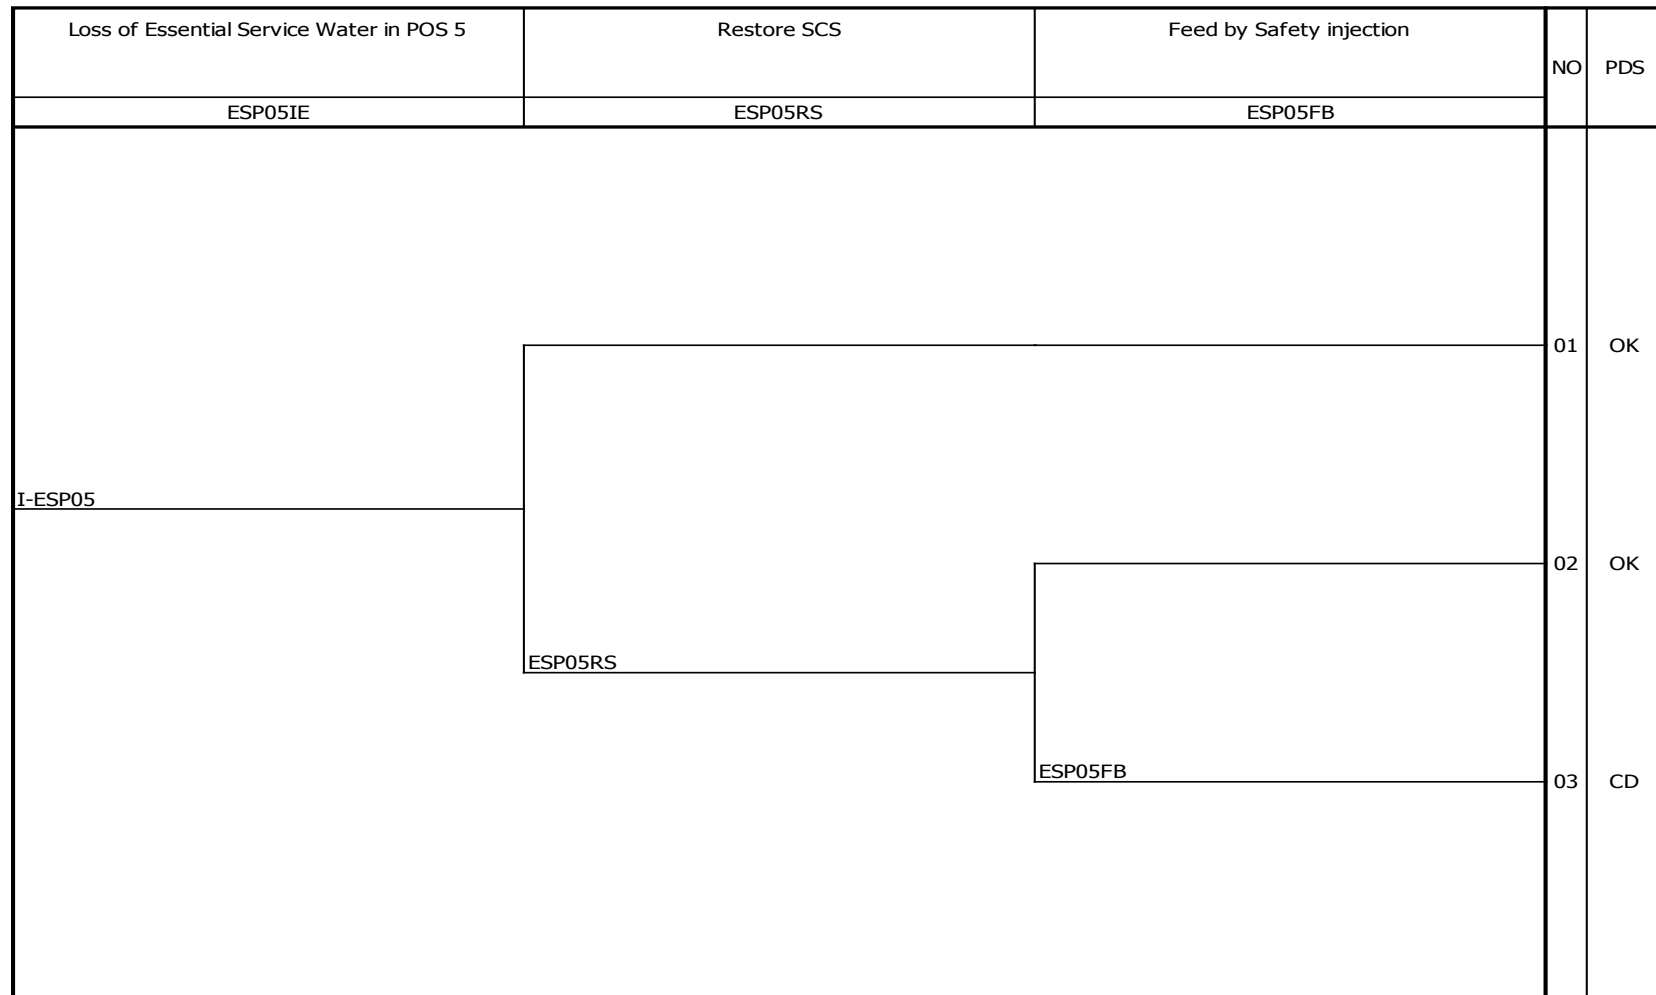 Loss of Essential Service Water in POS 5
Restore SCS
Feed by Safety injection
NO
PDS
ESP05IE
ESP05RS
ESP05FB
01
OK
I-ESP05
02
OK
ESP05RS
ESP05FB
03
CD